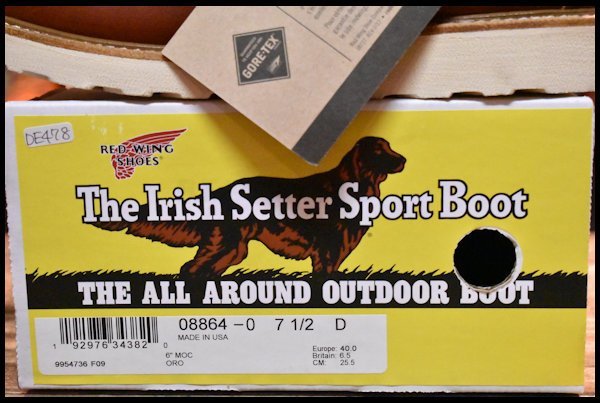 GORE-TEX
DE478
RED WING
SHOES
The Irish Setter Sport Boot
THE ALL AROUND OUTDOOR BOOT
08864 -0 7 1/2 D
MADE IN USA
1 92976 34382 0
6" MOC
ORO
Europe: 40.0
Britain: 6.5
CM: 25.5
9954736 F09